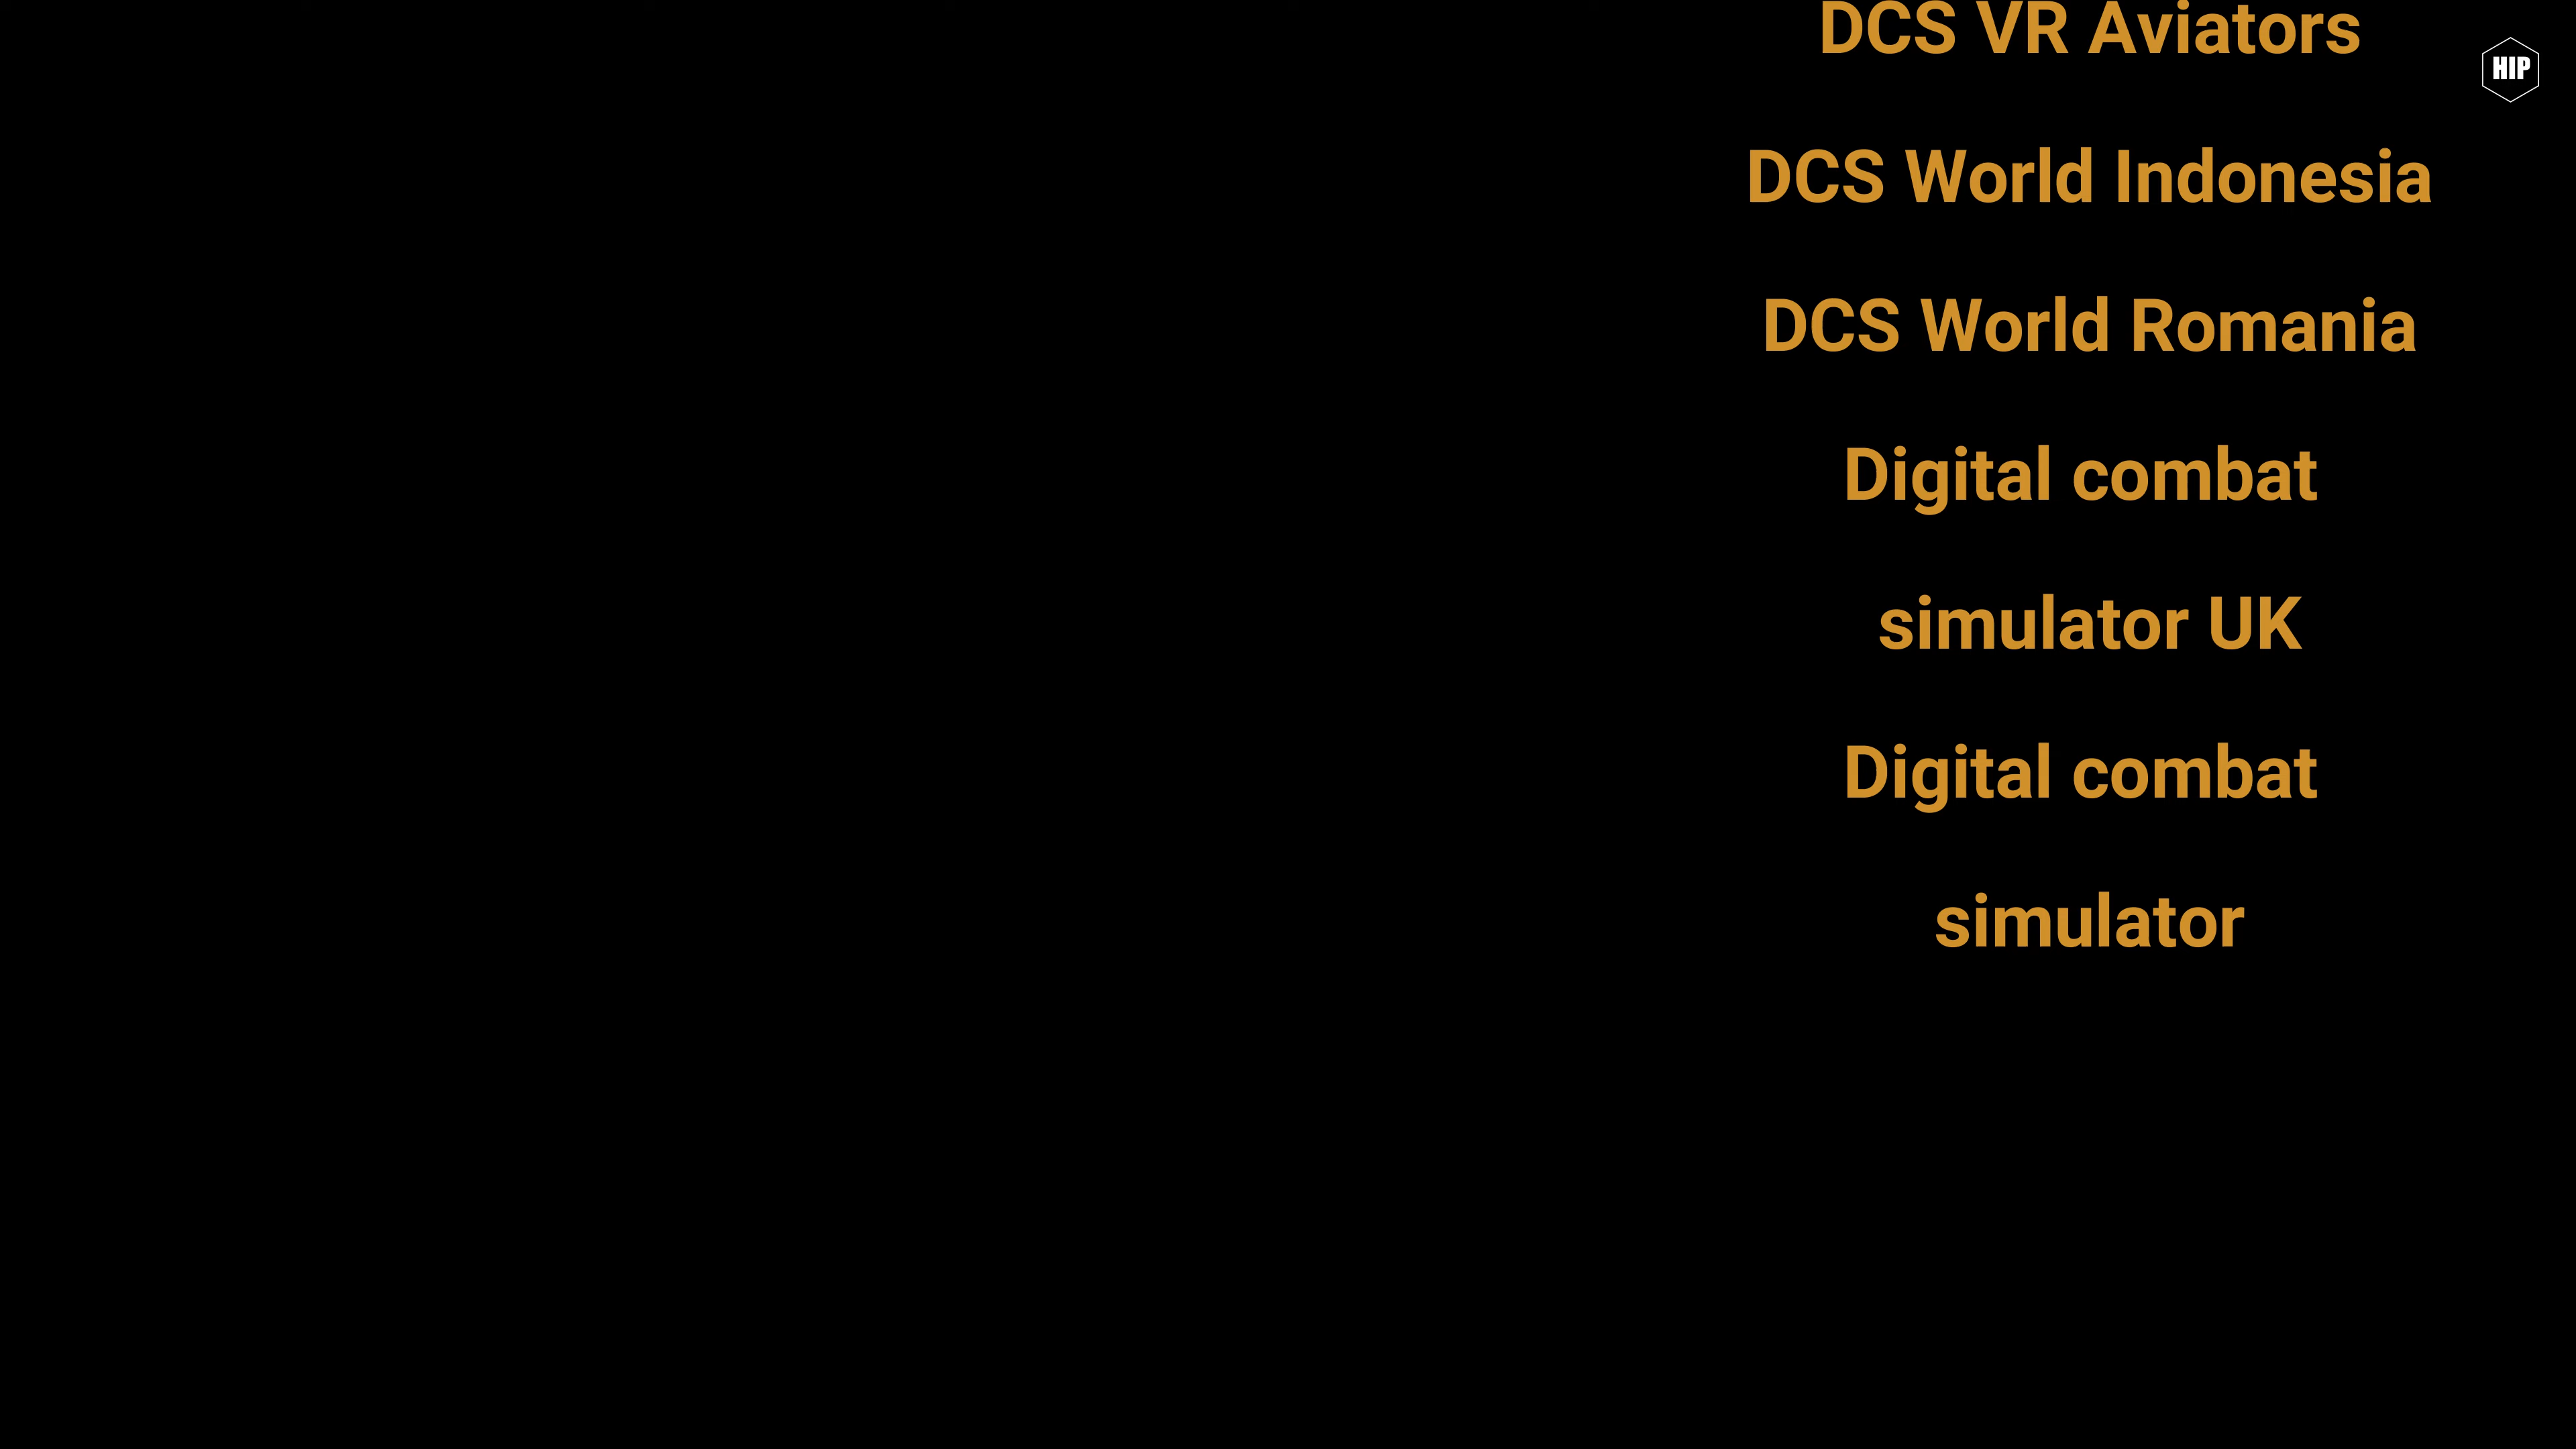 DCS VR Aviators
HIP
DCS World Indonesia
DCS World Romania
Digital combat
simulator UK
Digital combat
simulator